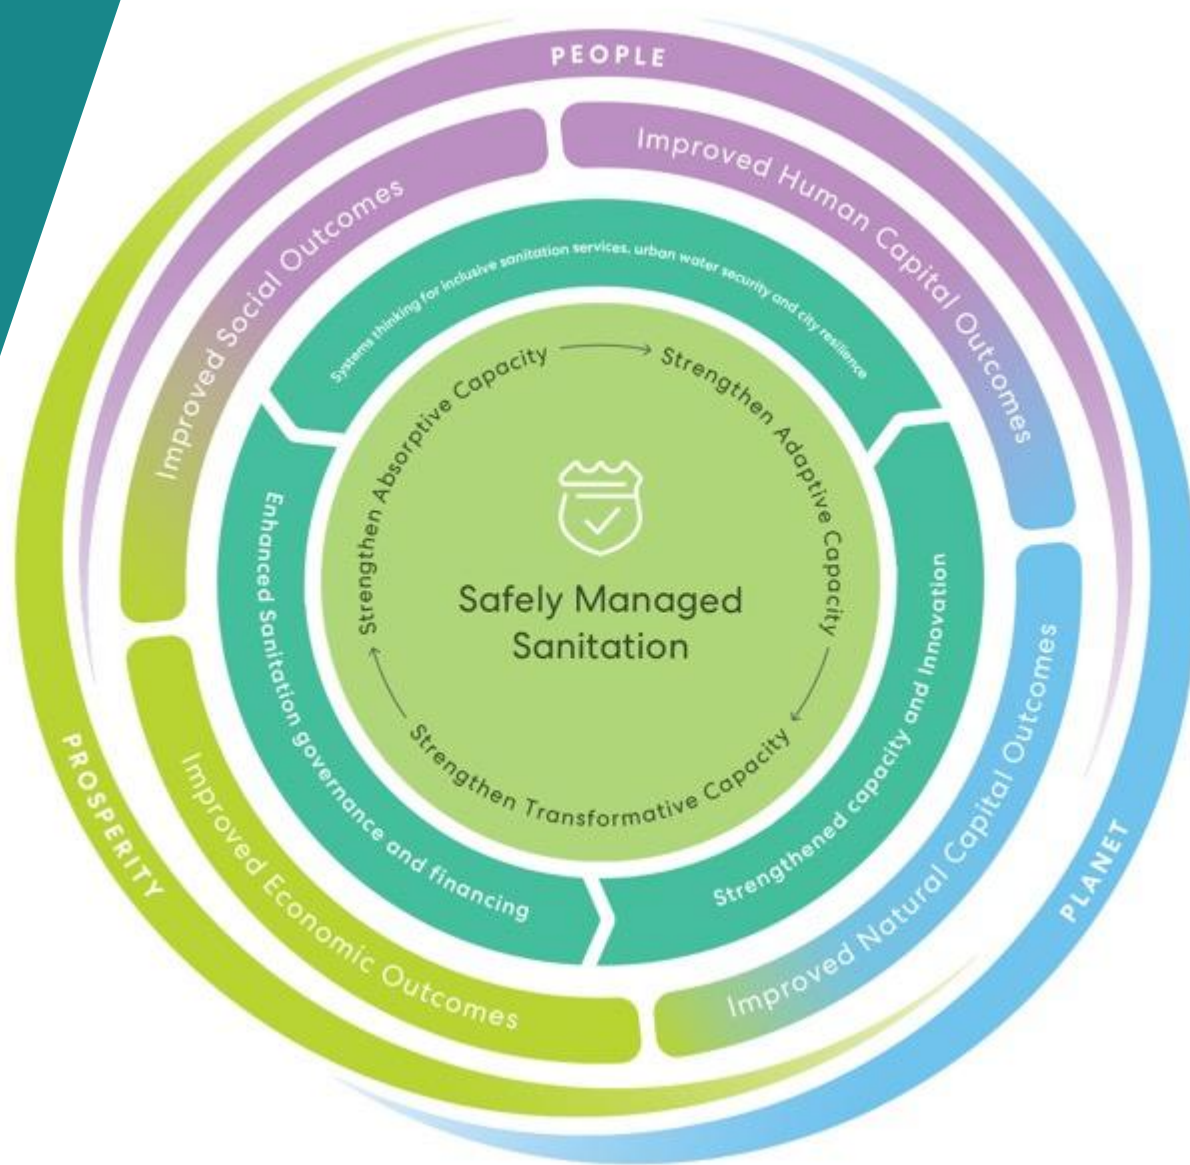 PEOPLE
Improved Social Outcomes
Improved Human Capital Outcomes
Systems thinking for inclusive sanitation services, urban water security and city resilience
Strengthen Absorptive Capacity
Strengthen Adaptive Capacity
Safely Managed
Sanitation
Strengthen Transformative Capacity
Enhanced Sanitation governance and financing
Strengthened capacity and Innovation
Improved Economic Outcomes
Improved Natural Capital Outcomes
PROSPERITY
PLANET